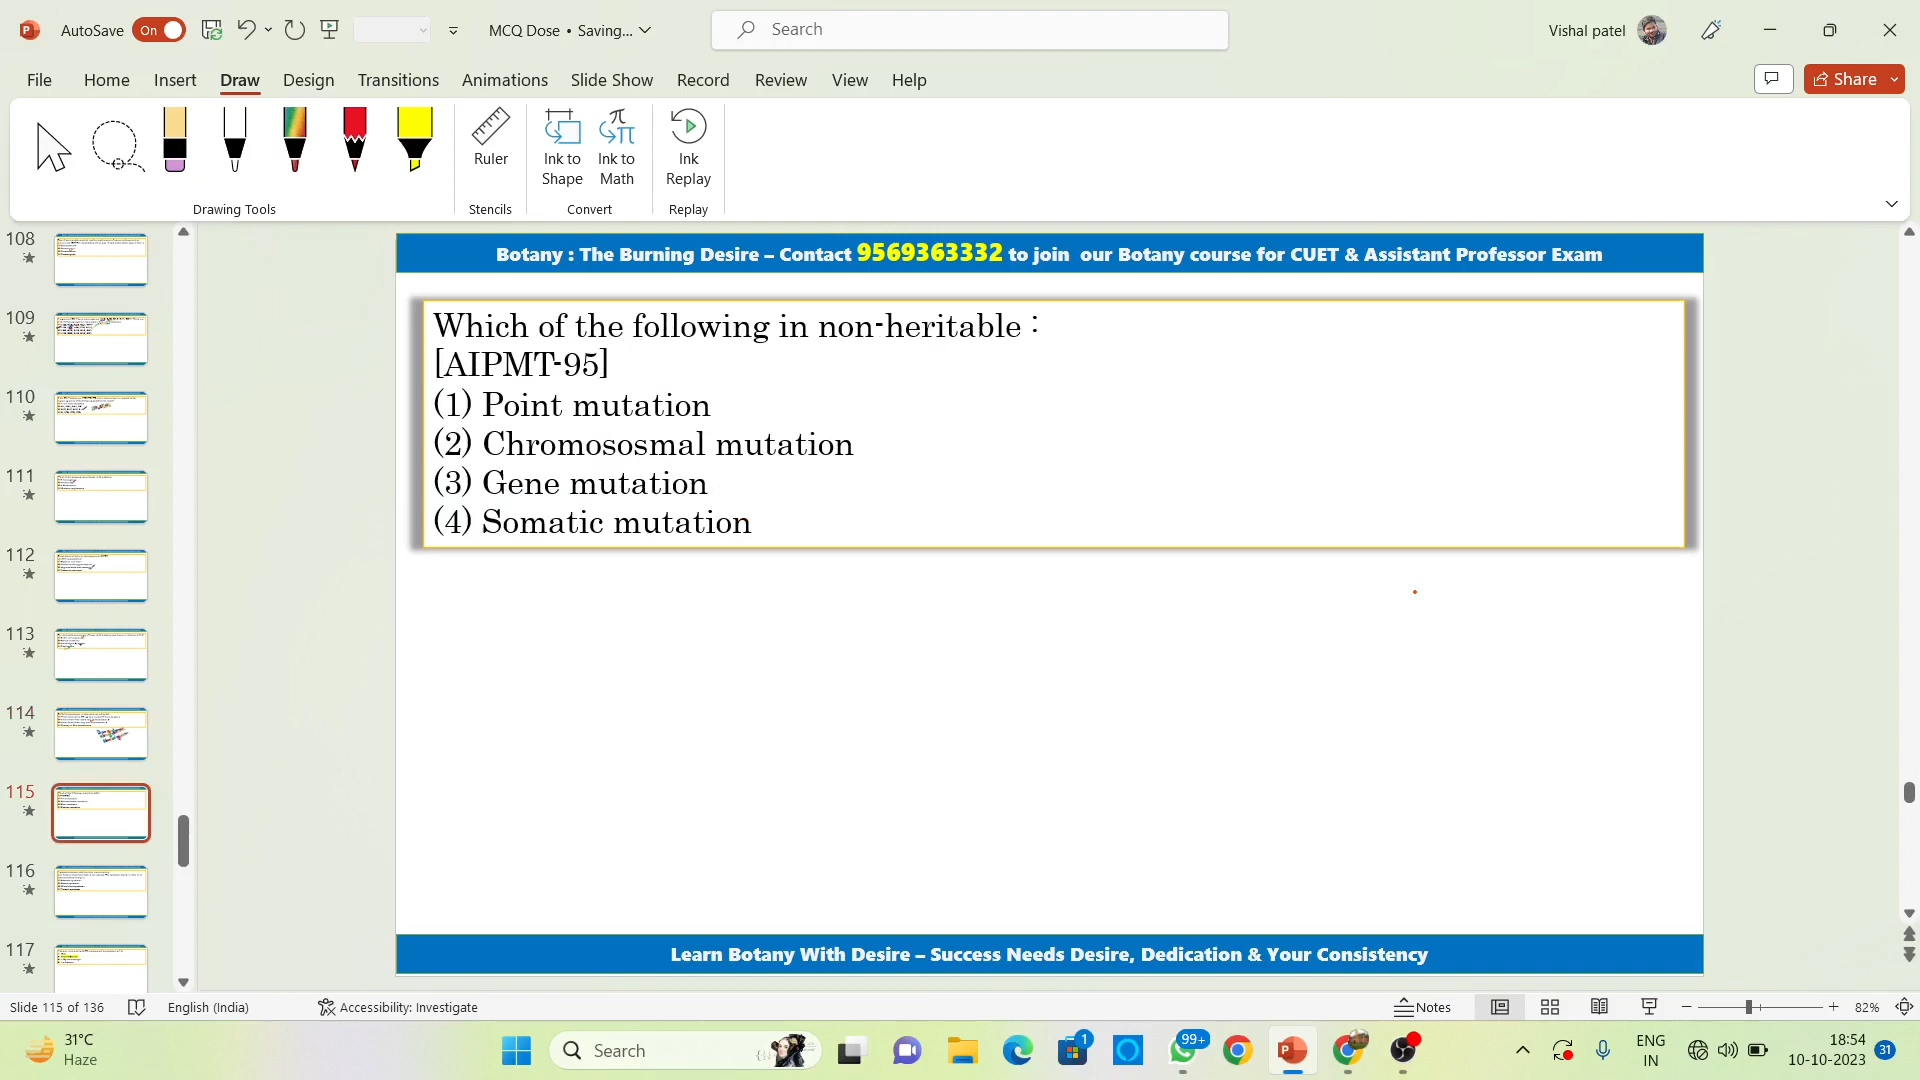 AutoSave On MCQ Dose • Saving... Search Vishal patel
File Home Insert Draw Design Transitions Animations Slide Show Record Review View Help Share
Ruler Ink to Shape Ink to Math Ink Replay
Drawing Tools Stencils Convert Replay
108
109
110
111
112
113
114
115
116
117
Botany : The Burning Desire – Contact 9569363332 to join our Botany course for CUET & Assistant Professor Exam
Which of the following in non-heritable :
[AIPMT-95]
(1) Point mutation
(2) Chromososmal mutation
(3) Gene mutation
(4) Somatic mutation
Learn Botany With Desire – Success Needs Desire, Dedication & Your Consistency
Slide 115 of 136 English (India) Accessibility: Investigate Notes 82%
31°C
Haze
Search
1
99+
ENG
IN
18:54
10-10-2023
31